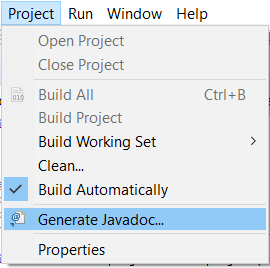 Project Run Window Help
Open Project
Close Project
Build All Ctrl+B
Build Project
Build Working Set
Clean...
Build Automatically
Generate Javadoc...
Properties